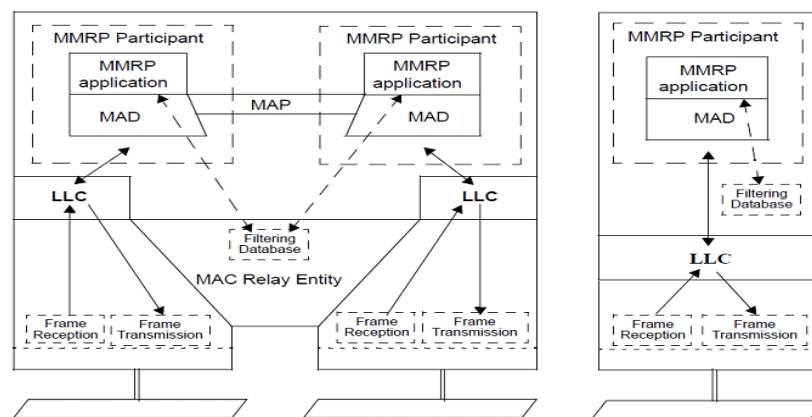 MMRP Participant
MMRP
application
MAD
MAP
MMRP Participant
MMRP
application
MAD
LLC
LLC
Filtering
Database
MAC Relay Entity
Frame
Reception
Frame
Transmission
Frame
Reception
Frame
Transmission
MMRP Participant
MMRP
application
MAD
Filtering
Database
LLC
Frame
Reception
Frame
Transmission